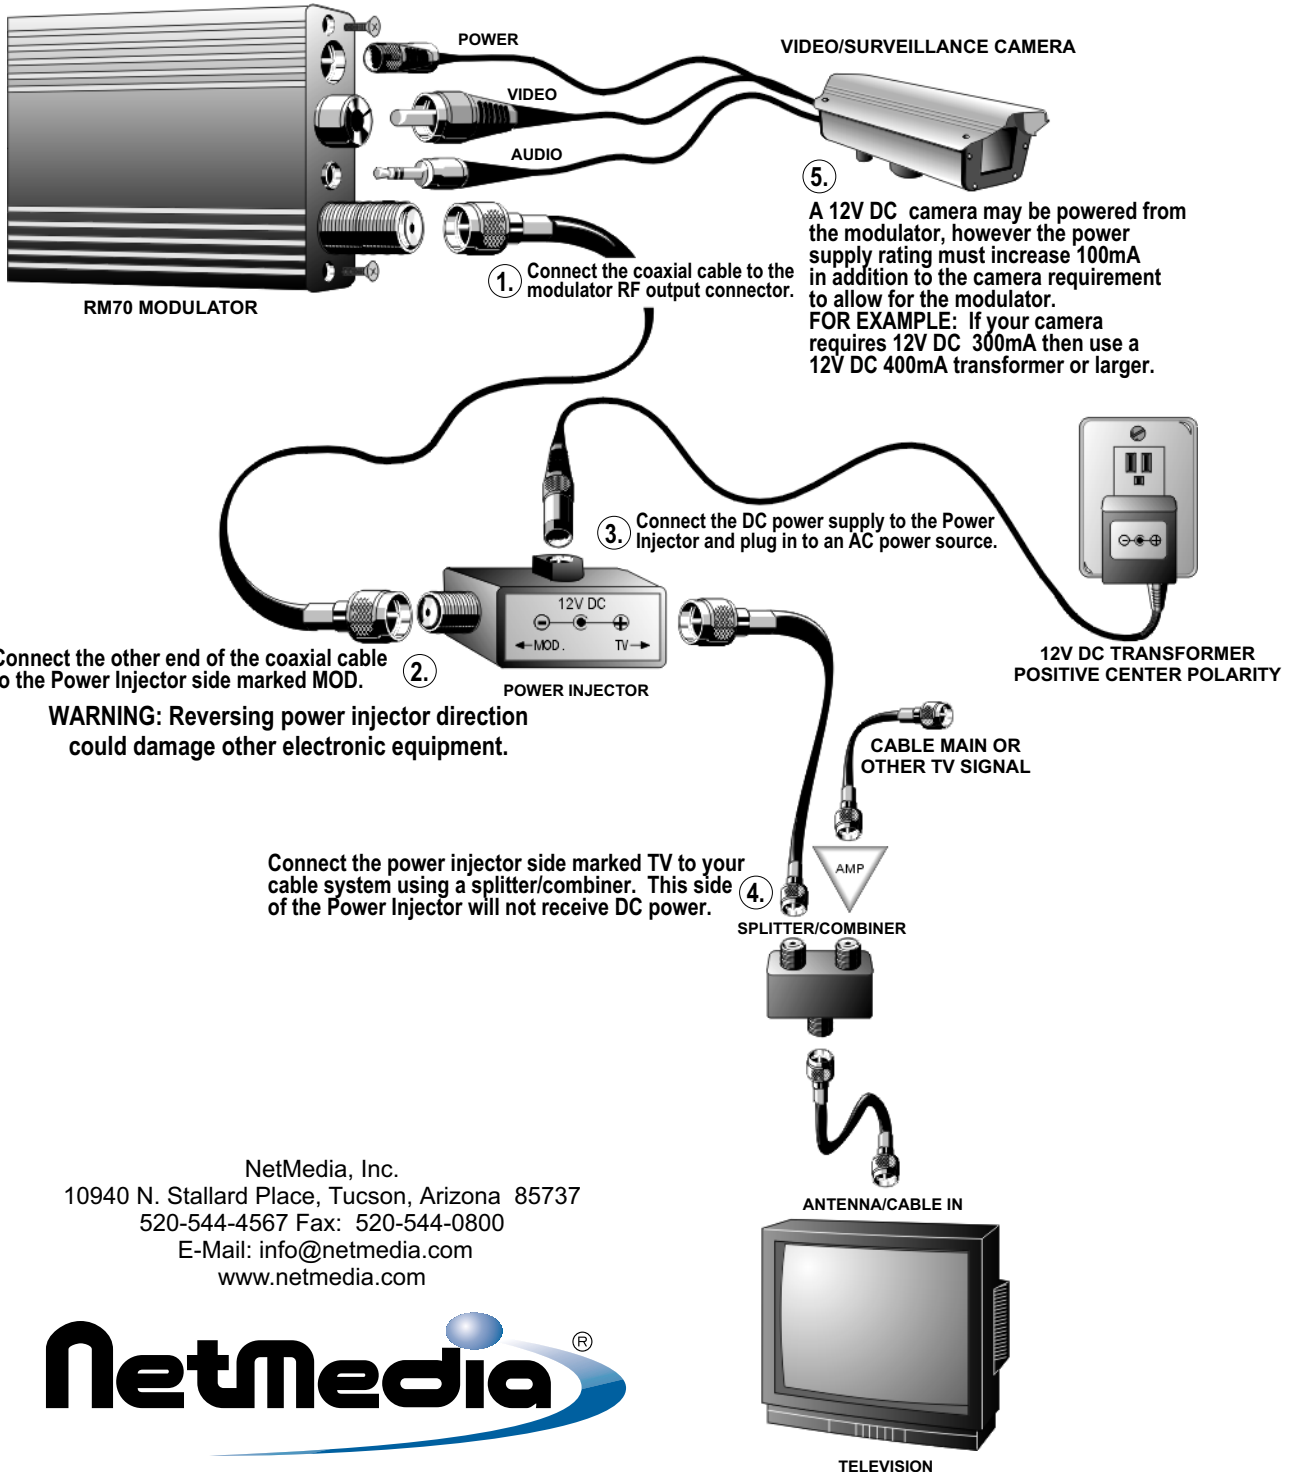 POWER
VIDEO/SURVEILLANCE CAMERA
VIDEO
AUDIO
5.
A 12V DC camera may be powered from
the modulator, however the power
supply rating must increase 100mA
in addition to the camera requirement
to allow for the modulator.
FOR EXAMPLE: If your camera
requires 12V DC 300mA then use a
12V DC 400mA transformer or larger.
1.
Connect the coaxial cable to the
modulator RF output connector.
RM70 MODULATOR
3.
Connect the DC power supply to the Power
Injector and plug in to an AC power source.
12V DC
MOD. TV
POWER INJECTOR
12V DC TRANSFORMER
POSITIVE CENTER POLARITY
Connect the other end of the coaxial cable
to the Power Injector side marked MOD.
2.
WARNING: Reversing power injector direction
could damage other electronic equipment.
CABLE MAIN OR
OTHER TV SIGNAL
AMP
Connect the power injector side marked TV to your
cable system using a splitter/combiner. This side
of the Power Injector will not receive DC power.
4.
SPLITTER/COMBINER
ANTENNA/CABLE IN
NetMedia, Inc.
10940 N. Stallard Place, Tucson, Arizona 85737
520-544-4567 Fax: 520-544-0800
E-Mail: info@netmedia.com
www.netmedia.com
NetMedia ®
TELEVISION